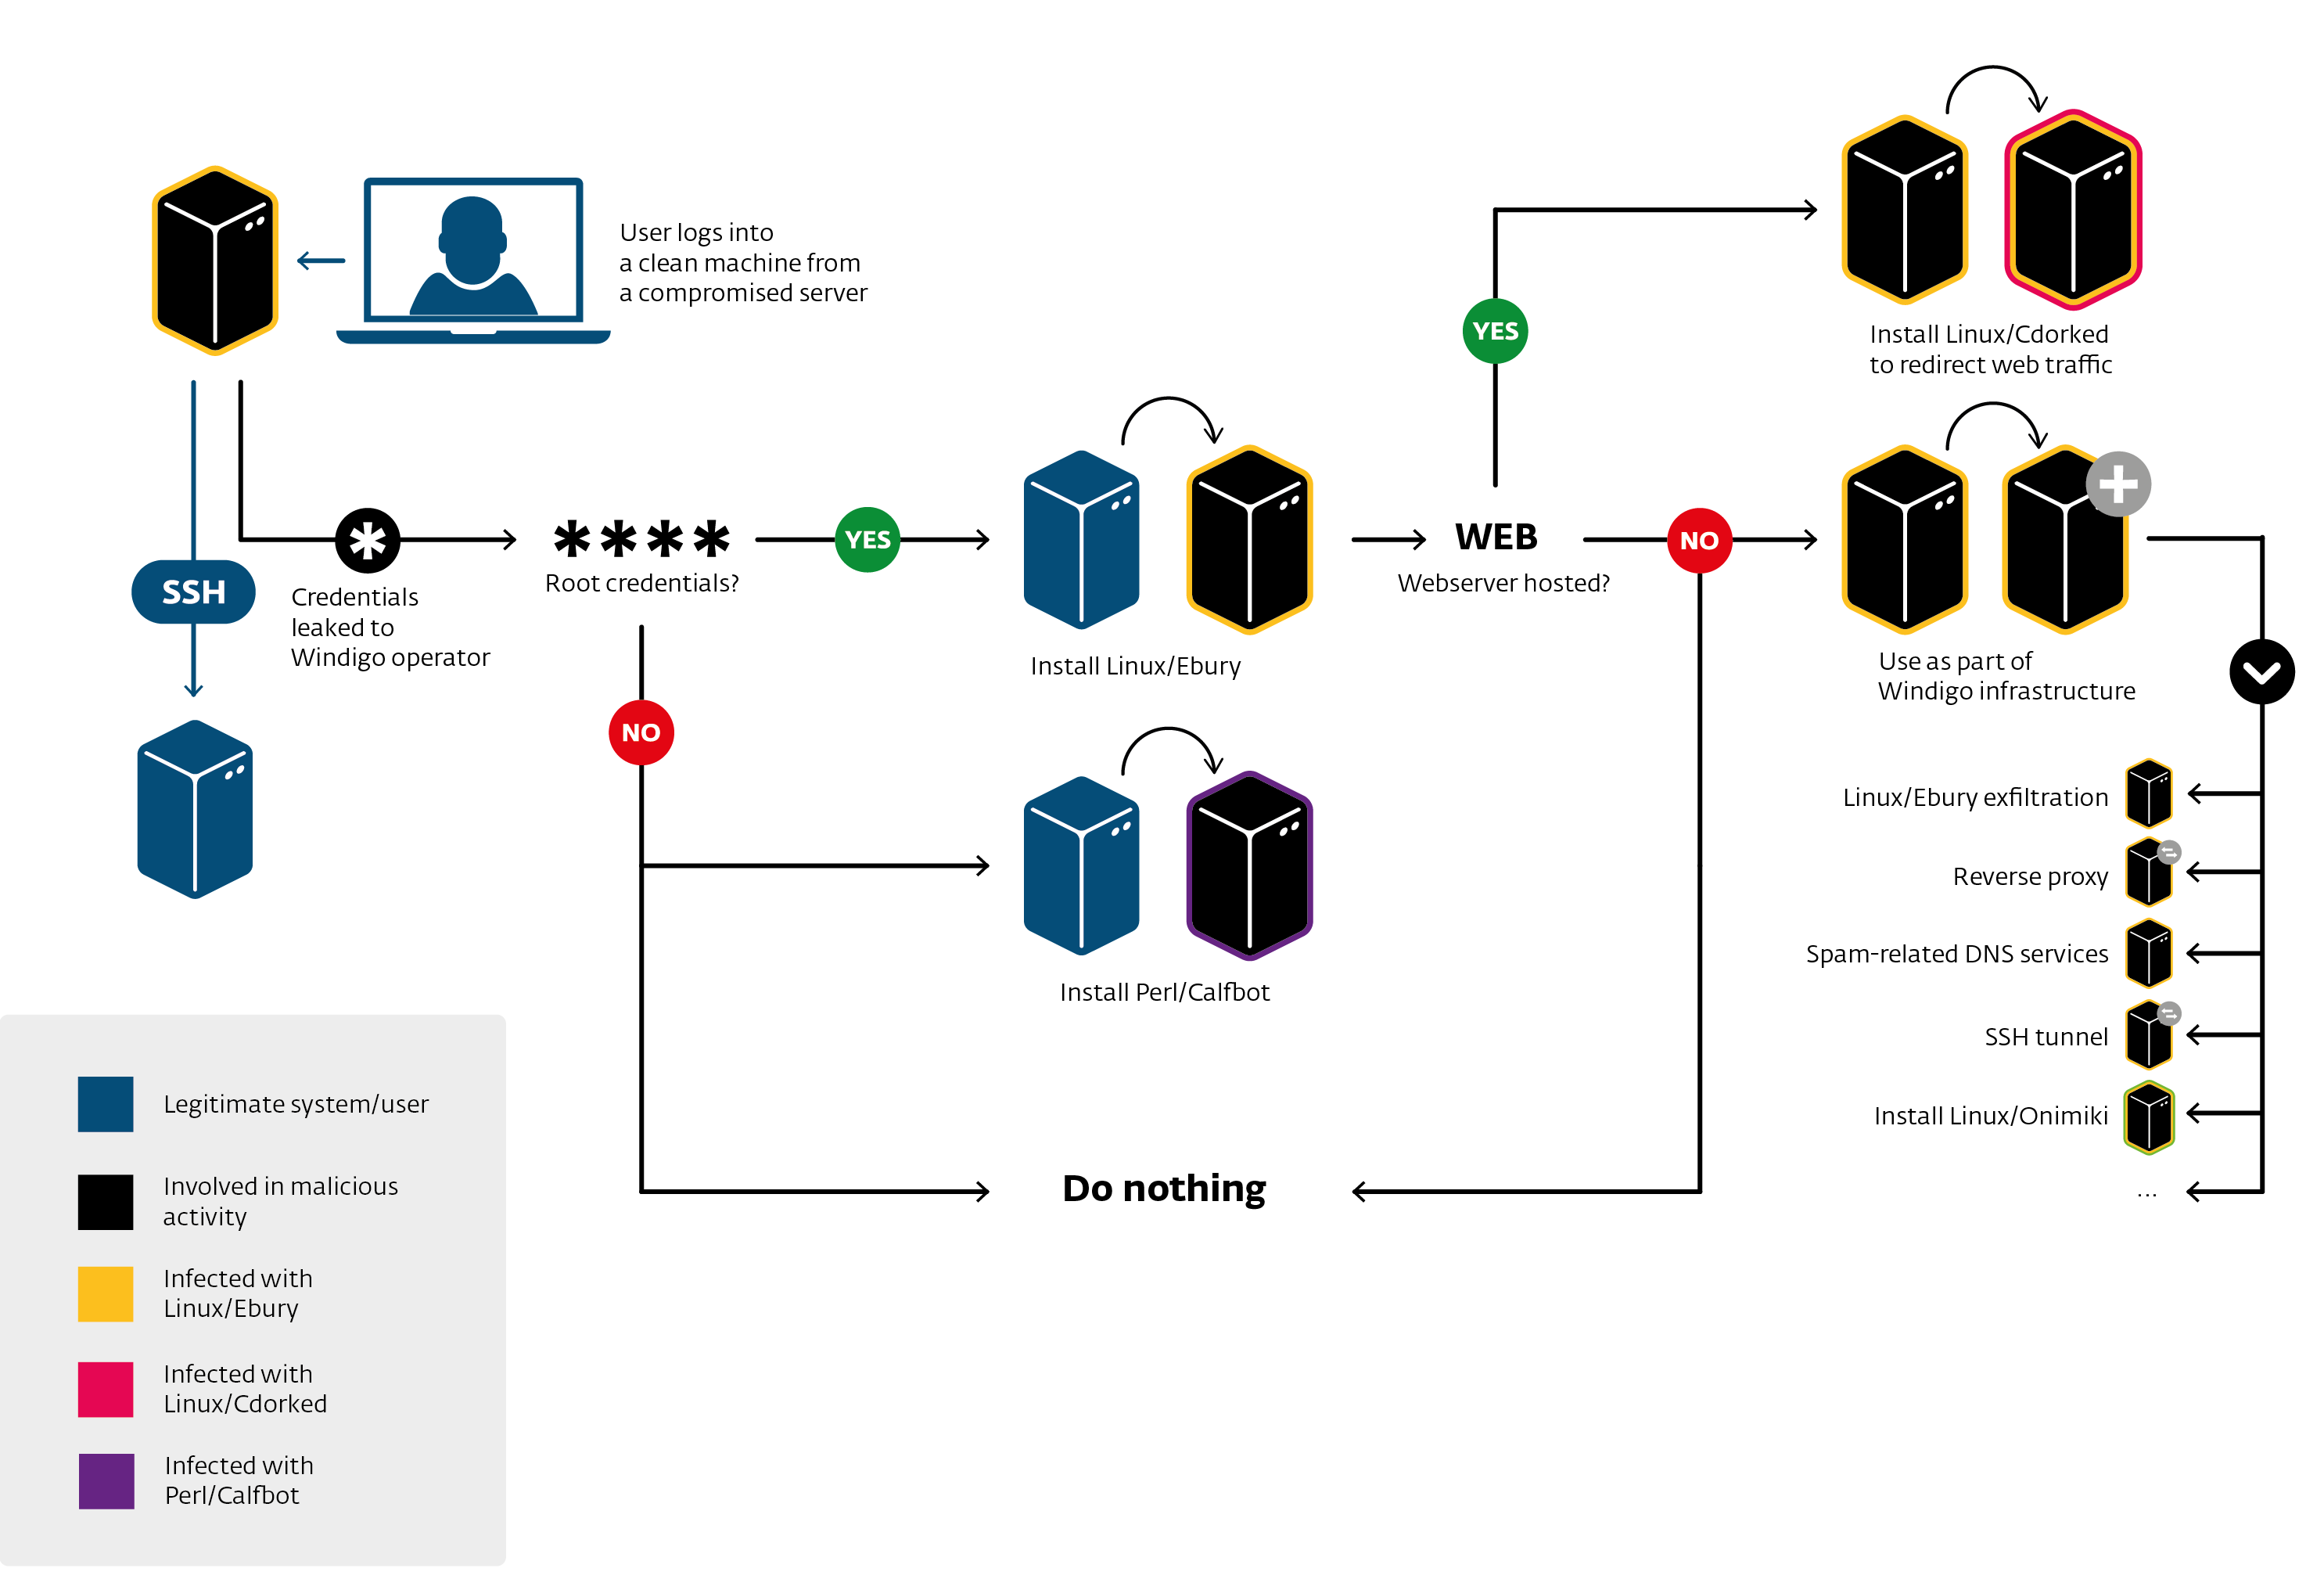 User logs into
a clean machine from
a compromised server
SSH
Credentials
leaked to
Windigo operator
****
Root credentials?
YES
NO
Install Linux/Ebury
Install Perl/Calfbot
Do nothing
WEB
Webserver hosted?
YES
NO
Install Linux/Cdorked
to redirect web traffic
Use as part of
Windigo infrastructure
Linux/Ebury exfiltration
Reverse proxy
Spam-related DNS services
SSH tunnel
Install Linux/Onimiki
...
Legitimate system/user
Involved in malicious
activity
Infected with
Linux/Ebury
Infected with
Linux/Cdorked
Infected with
Perl/Calfbot